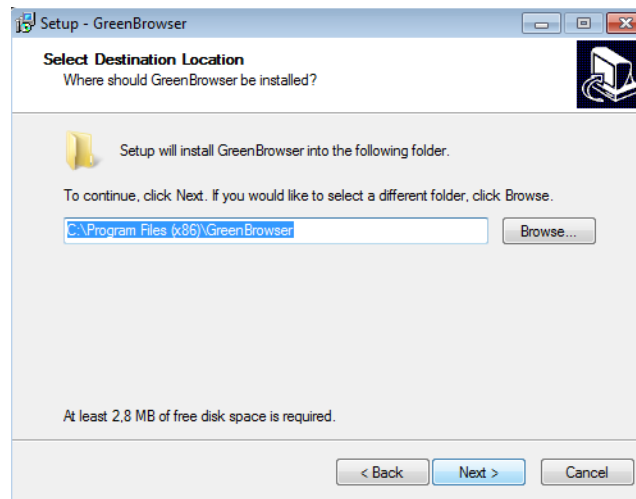 Setup - GreenBrowser
Select Destination Location
Where should GreenBrowser be installed?
Setup will install GreenBrowser into the following folder.
To continue, click Next. If you would like to select a different folder, click Browse.
C:\Program Files (x86)\GreenBrowser
Browse...
At least 2,8 MB of free disk space is required.
< Back
Next >
Cancel